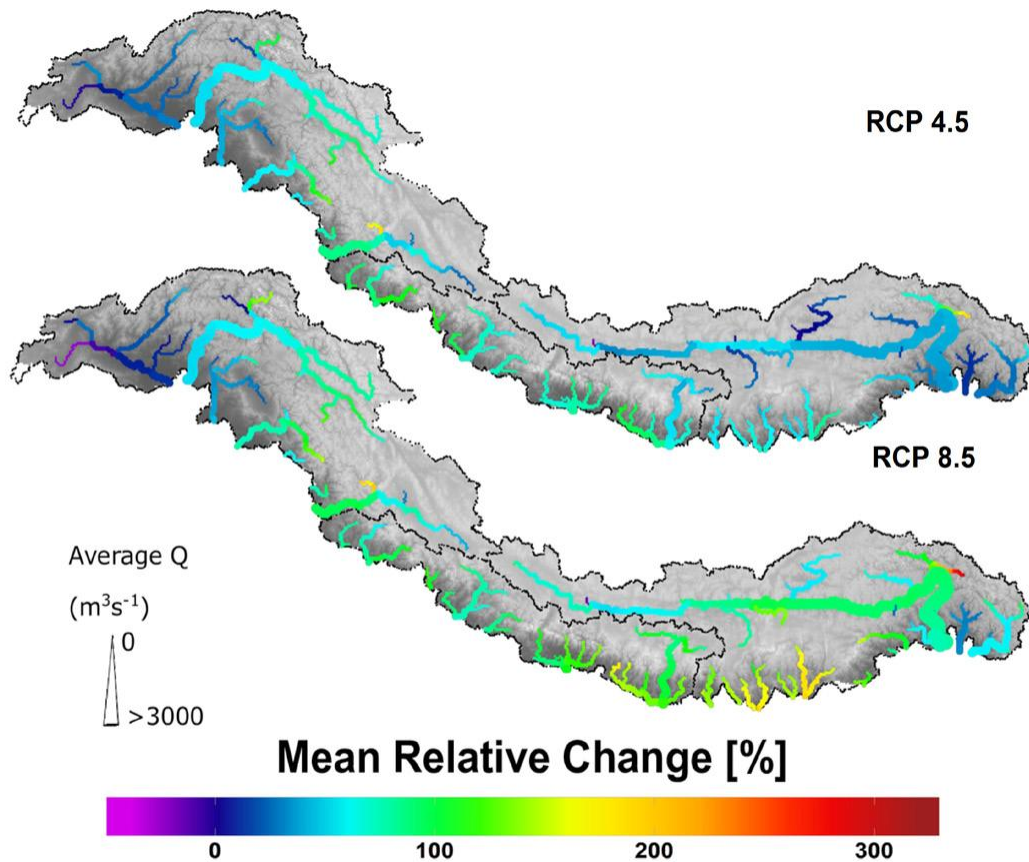 RCP 4.5
RCP 8.5
Average Q
(m³s⁻¹)
0
>3000
Mean Relative Change [%]
0 100 200 300